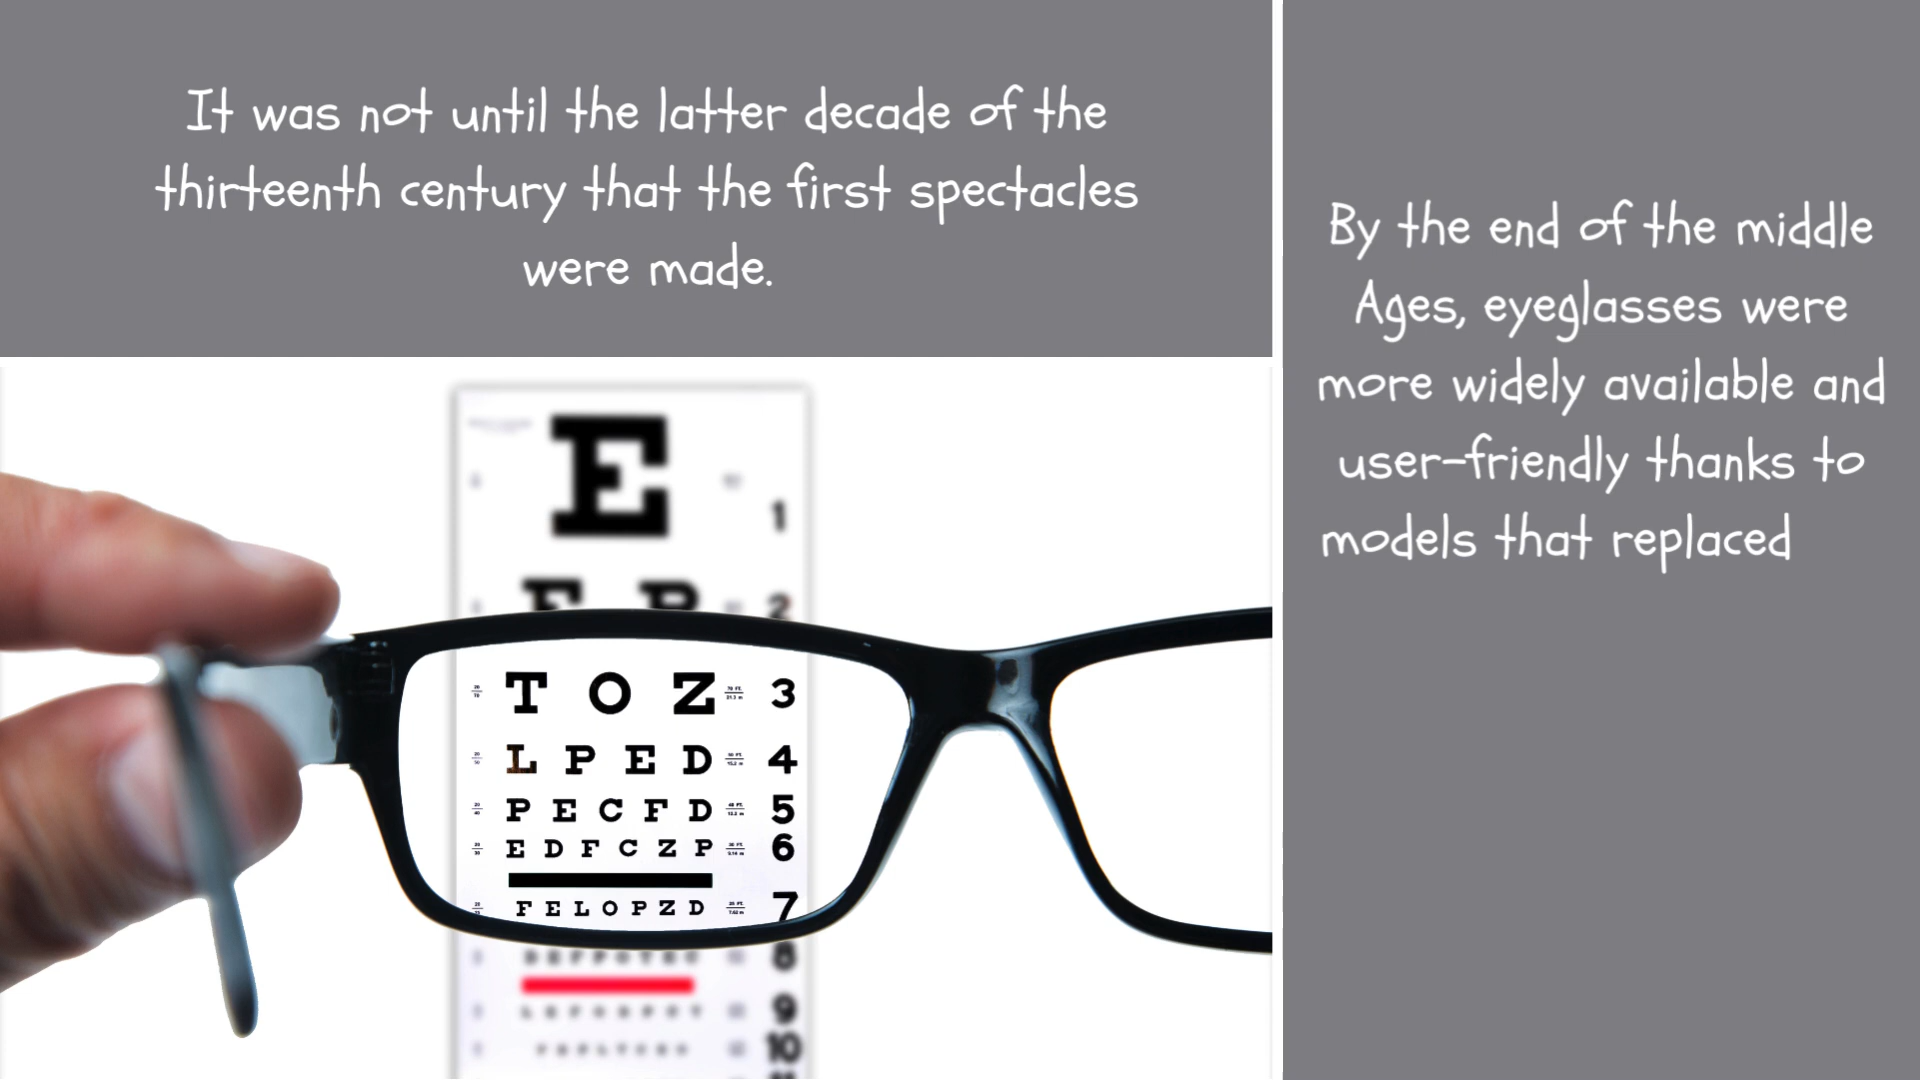 It was not until the latter decade of the
thirteenth century that the first spectacles
were made.
By the end of the middle
Ages, eyeglasses were
more widely available and
user-friendly thanks to
models that replaced
E
1
F P 2
T O Z 3
L P E D 4
P E C F D 5
E D F C Z P 6
F E L O P Z D 7
8
9
10